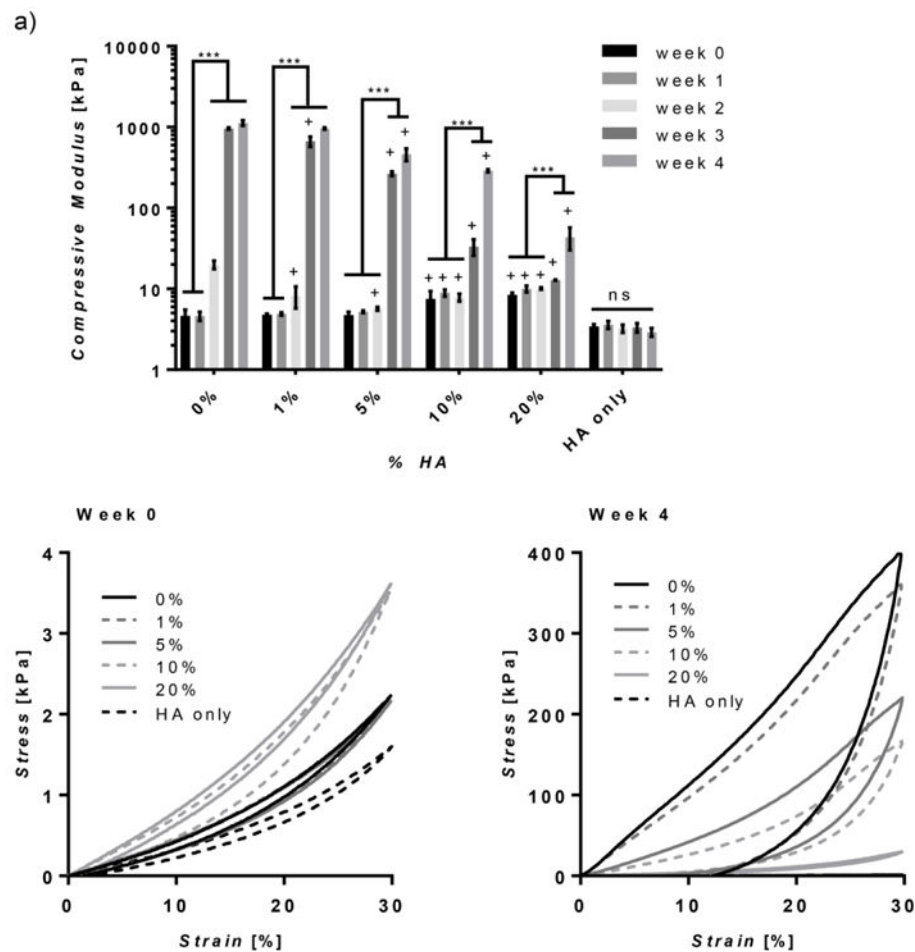 a)
10000
1000
100
10
1
Compressive Modulus [kPa]
***
***
***
***
***
+
+
+
+
+
+
+ + +
+
+
+ + + +
+
ns
week 0
week 1
week 2
week 3
week 4
0%
1%
5%
10%
20%
HA only
% HA
Week 0
4
3
2
1
0
Stress [kPa]
0%
1%
5%
10%
20%
HA only
0 10 20 30
Strain [%]
Week 4
400
300
200
100
0
Stress [kPa]
0%
1%
5%
10%
20%
HA only
0 10 20 30
Strain [%]